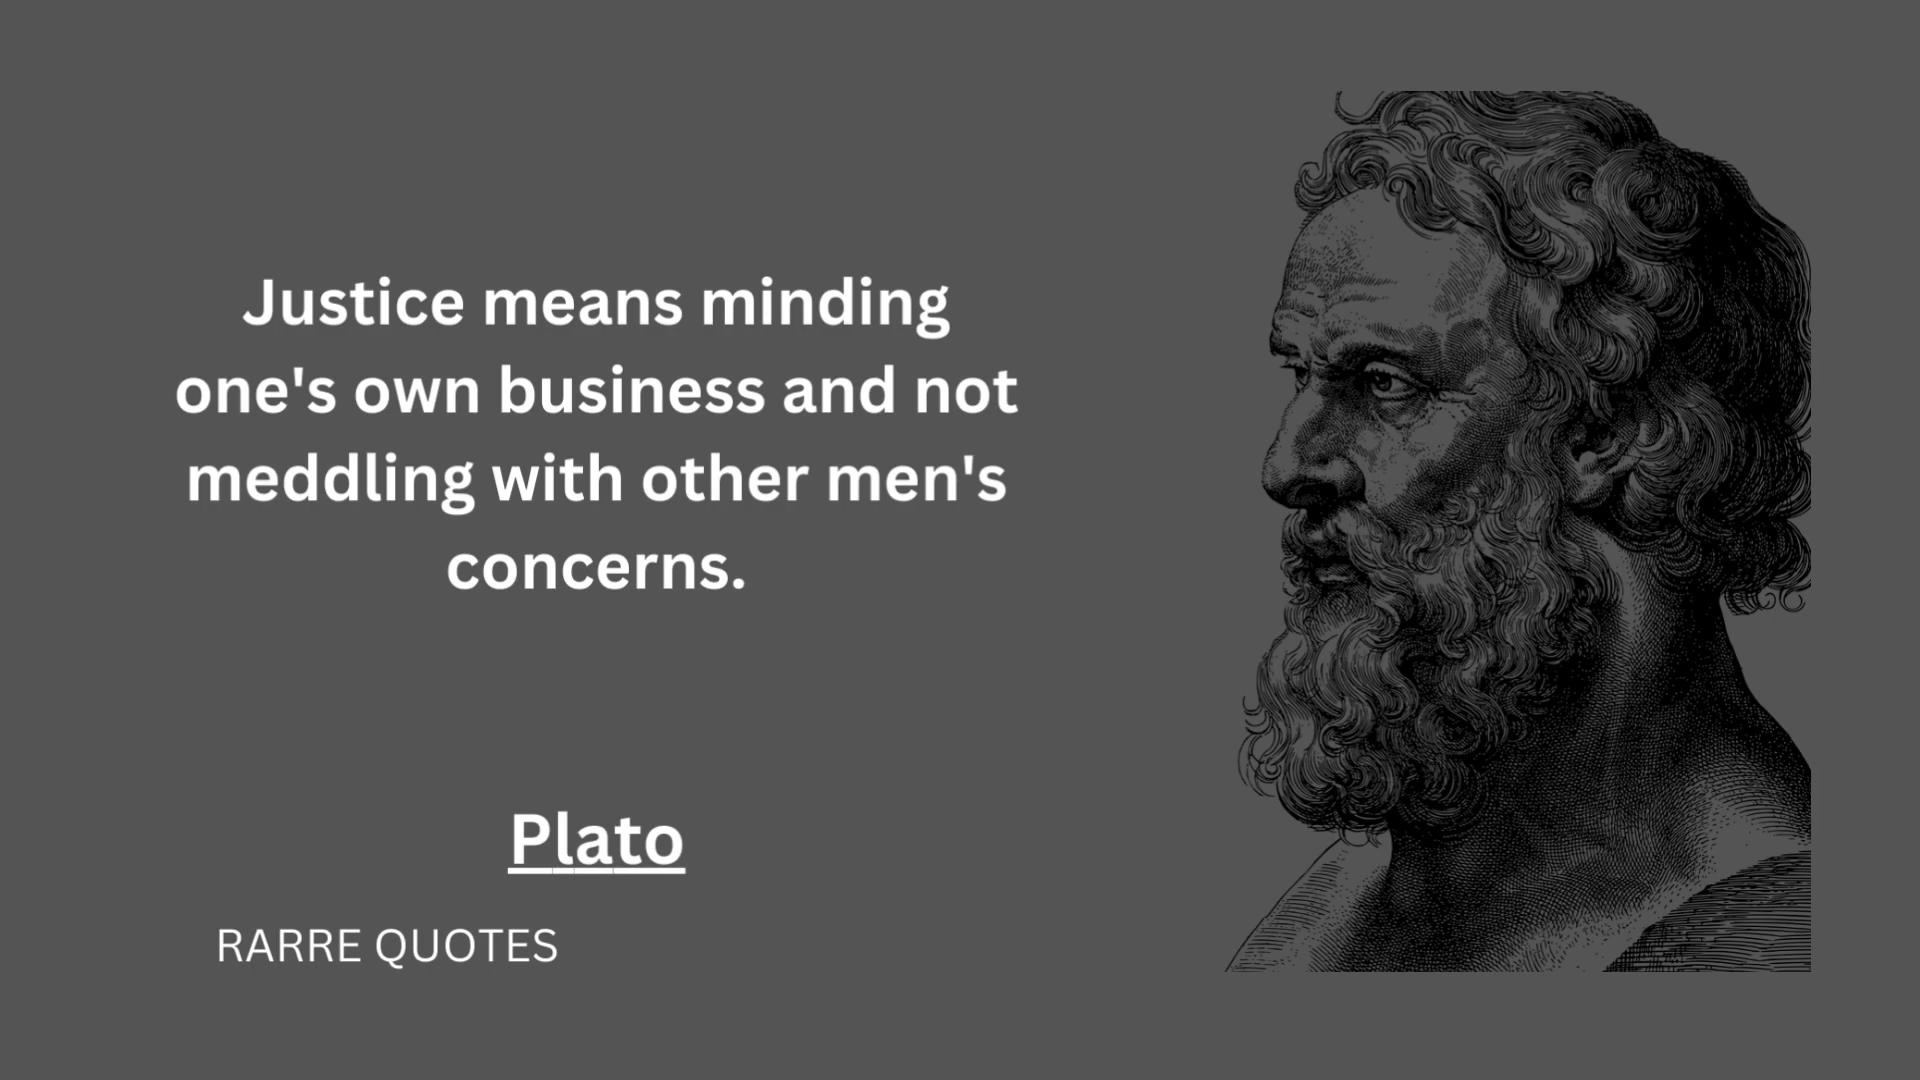 Justice means minding
one's own business and not
meddling with other men's
concerns.
Plato
RARRE QUOTES